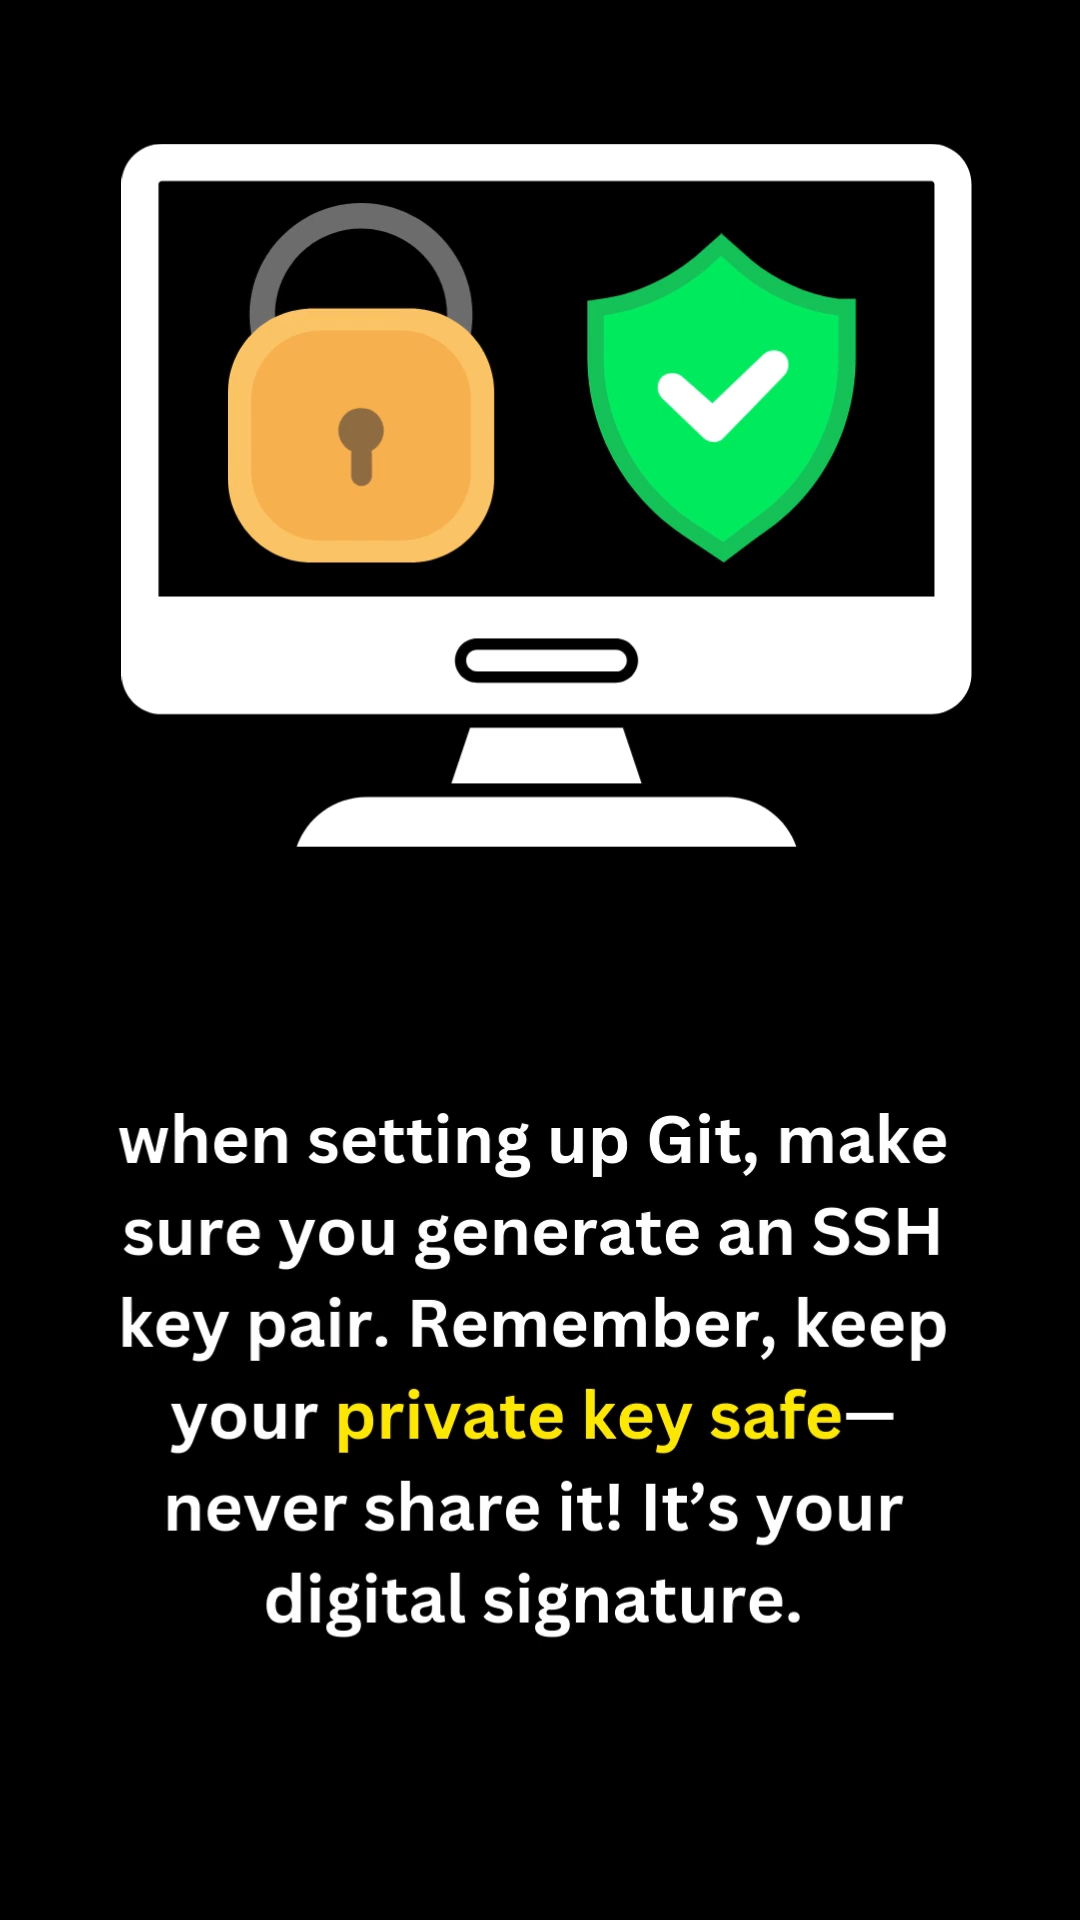 when setting up Git, make
sure you generate an SSH
key pair. Remember, keep
your private key safe—
never share it! It’s your
digital signature.